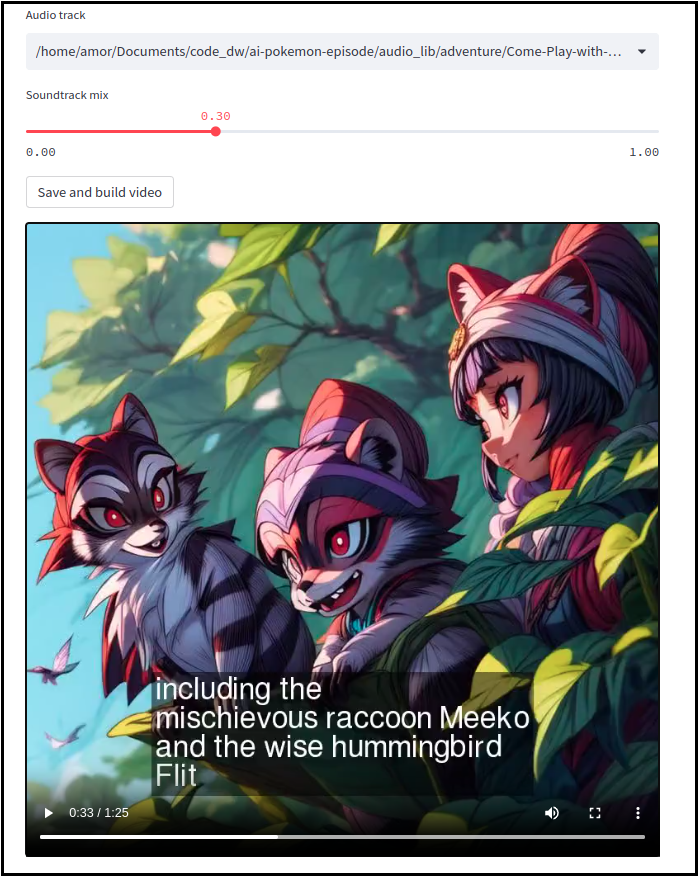 Audio track
/home/amor/Documents/code_dw/ai-pokemon-episode/audio_lib/adventure/Come-Play-with-...
Soundtrack mix
0.30
0.00 1.00
Save and build video
including the
mischievous raccoon Meeko
and the wise hummingbird
Flit
0:33 / 1:25